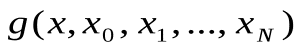 g(x, x₀, x₁, ..., x_N)